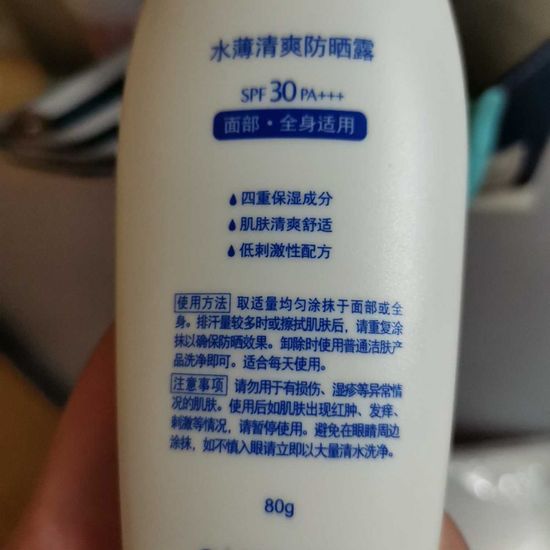 水薄清爽防晒露
SPF 30 PA+++
面部·全身适用
四重保湿成分
肌肤清爽舒适
低刺激性配方
使用方法 取适量均匀涂抹于面部或全
身。排汗量较多时或擦拭肌肤后，请重复涂
抹以确保防晒效果。卸除时使用普通洁肤产
品洗净即可。适合每天使用。
注意事项 请勿用于有损伤、湿疹等异常情
况的肌肤。使用后如肌肤出现红肿、发痒、
刺激等情况，请暂停使用。避免在眼睛周边
涂抹，如不慎入眼请立即以大量清水洗净。
80g